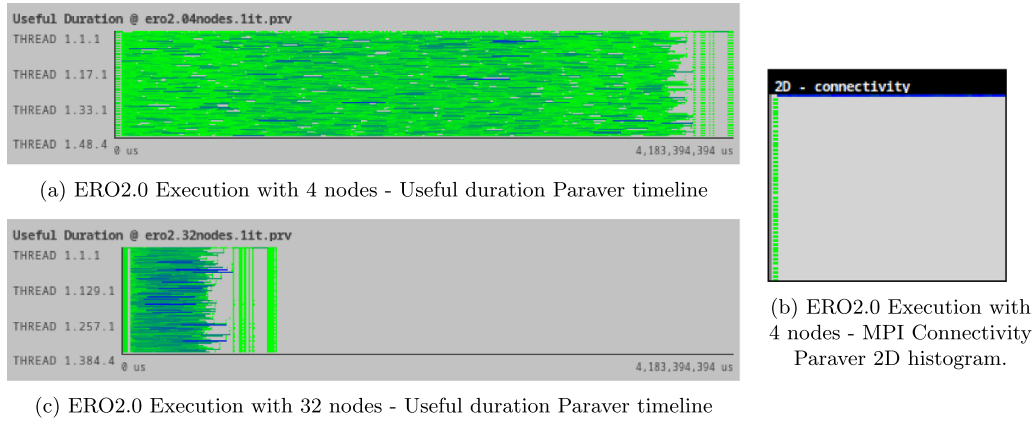 Useful Duration @ ero2.04nodes.1it.prv
THREAD 1.1.1
THREAD 1.17.1
THREAD 1.33.1
THREAD 1.48.4
0 us
4,183,394,394 us
(a) ERO2.0 Execution with 4 nodes - Useful duration Paraver timeline
Useful Duration @ ero2.32nodes.1it.prv
THREAD 1.1.1
THREAD 1.129.1
THREAD 1.257.1
THREAD 1.384.4
0 us
4,183,394,394 us
(c) ERO2.0 Execution with 32 nodes - Useful duration Paraver timeline
2D - connectivity
(b) ERO2.0 Execution with
4 nodes - MPI Connectivity
Paraver 2D histogram.